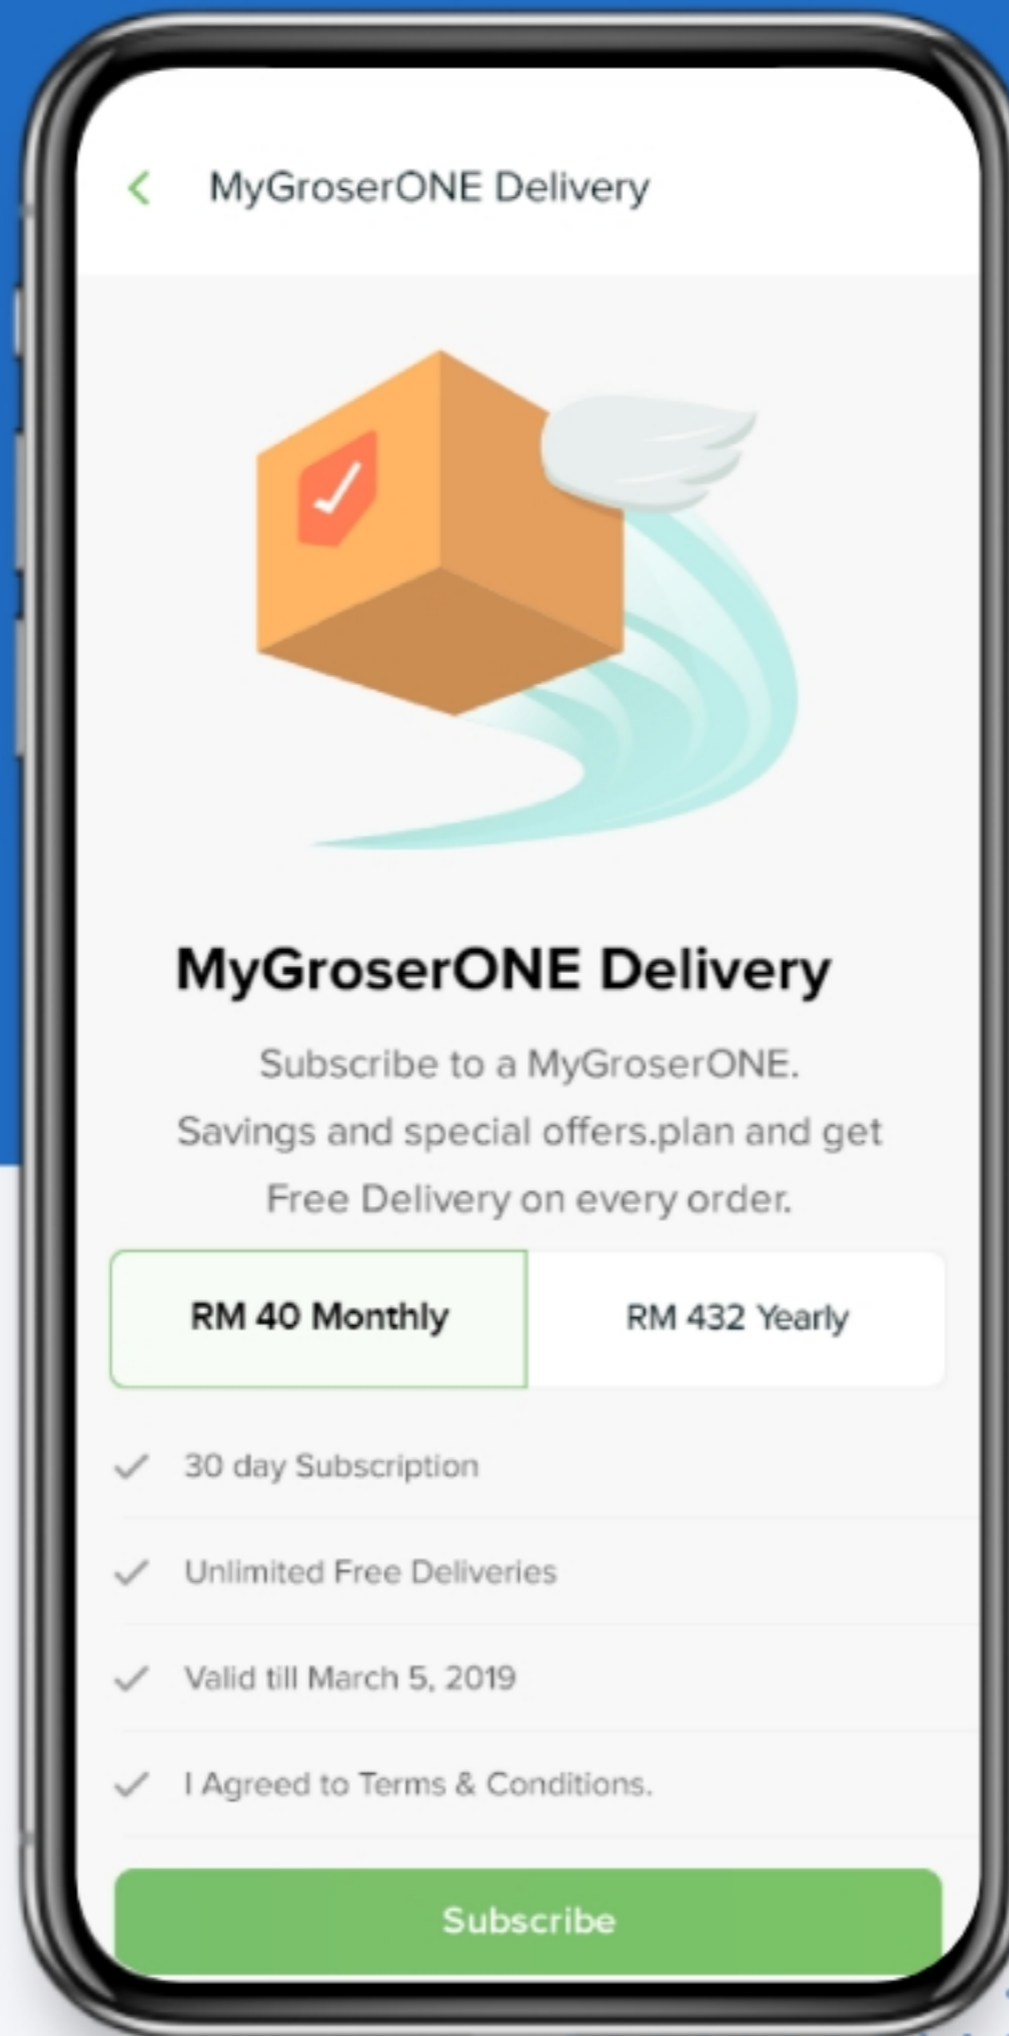 MyGroserONE Delivery
MyGroserONE Delivery
Subscribe to a MyGroserONE.
Savings and special offers.plan and get
Free Delivery on every order.
RM 40 Monthly
RM 432 Yearly
30 day Subscription
Unlimited Free Deliveries
Valid till March 5, 2019
I Agreed to Terms & Conditions.
Subscribe